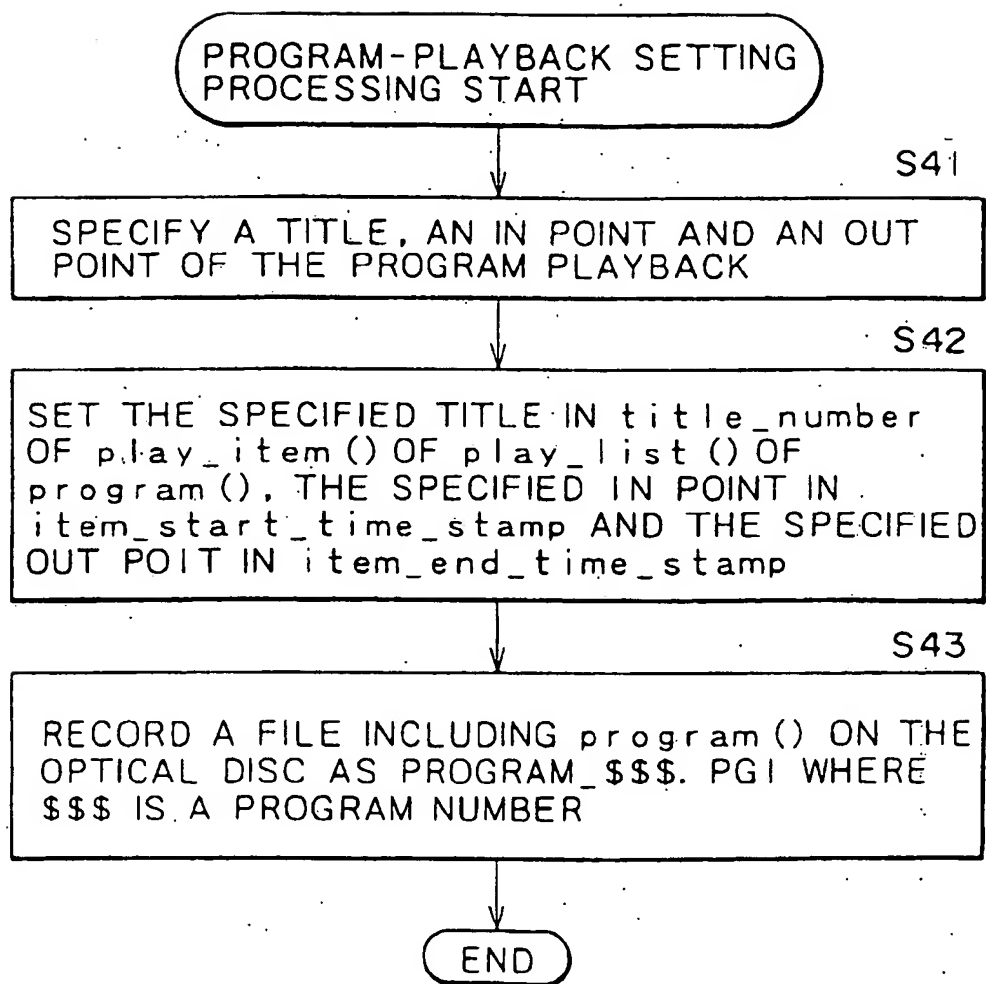 PROGRAM-PLAYBACK SETTING
PROCESSING START
S41
SPECIFY A TITLE, AN IN POINT AND AN OUT
POINT OF THE PROGRAM PLAYBACK
S42
SET THE SPECIFIED TITLE IN title_number
OF play_item() OF play_list() OF
program(), THE SPECIFIED IN POINT IN
item_start_time_stamp AND THE SPECIFIED
OUT POIT IN item_end_time_stamp
S43
RECORD A FILE INCLUDING program() ON THE
OPTICAL DISC AS PROGRAM_$$$. PGI WHERE
$$$ IS A PROGRAM NUMBER
END